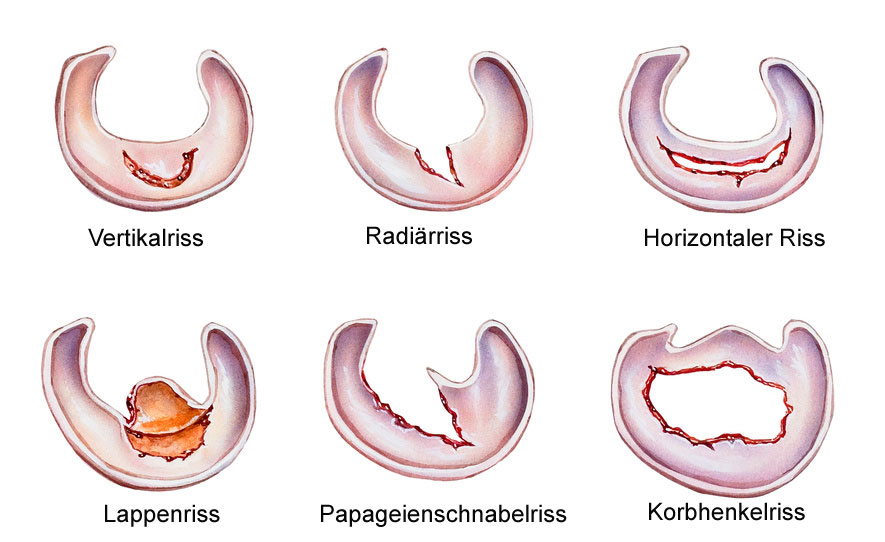 Vertikalriss
Radiärriss
Horizontaler Riss
Lappenriss
Papageienschnabelriss
Korbhenkelriss